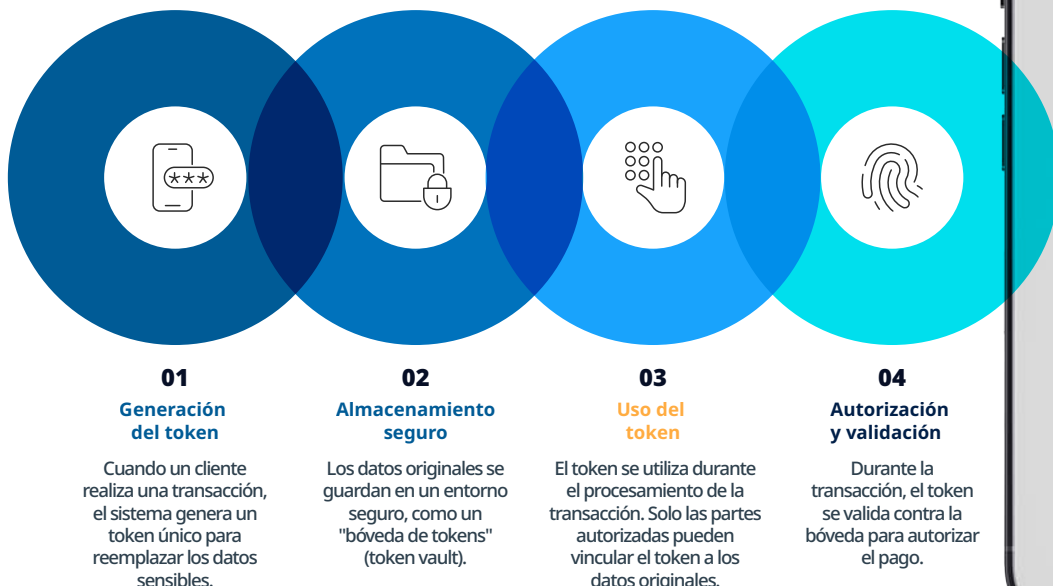 ***
01
Generación
del token
Cuando un cliente
realiza una transacción,
el sistema genera un
token único para
reemplazar los datos
sensibles.
02
Almacenamiento
seguro
Los datos originales se
guardan en un entorno
seguro, como un
"bóveda de tokens"
(token vault).
03
Uso del
token
El token se utiliza durante
el procesamiento de la
transacción. Solo las partes
autorizadas pueden
vincular el token a los
datos originales.
04
Autorización
y validación
Durante la
transacción, el token
se valida contra la
bóveda para autorizar
el pago.